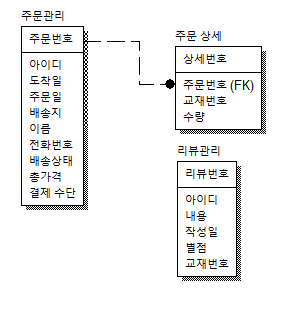 주문관리
주문번호
아이디
도착일
주문일
배송지
이름
전화번호
배송상태
총가격
결제 수단
주문 상세
상세번호
주문번호 (FK)
교재번호
수량
리뷰관리
리뷰번호
아이디
내용
작성일
별점
교재번호